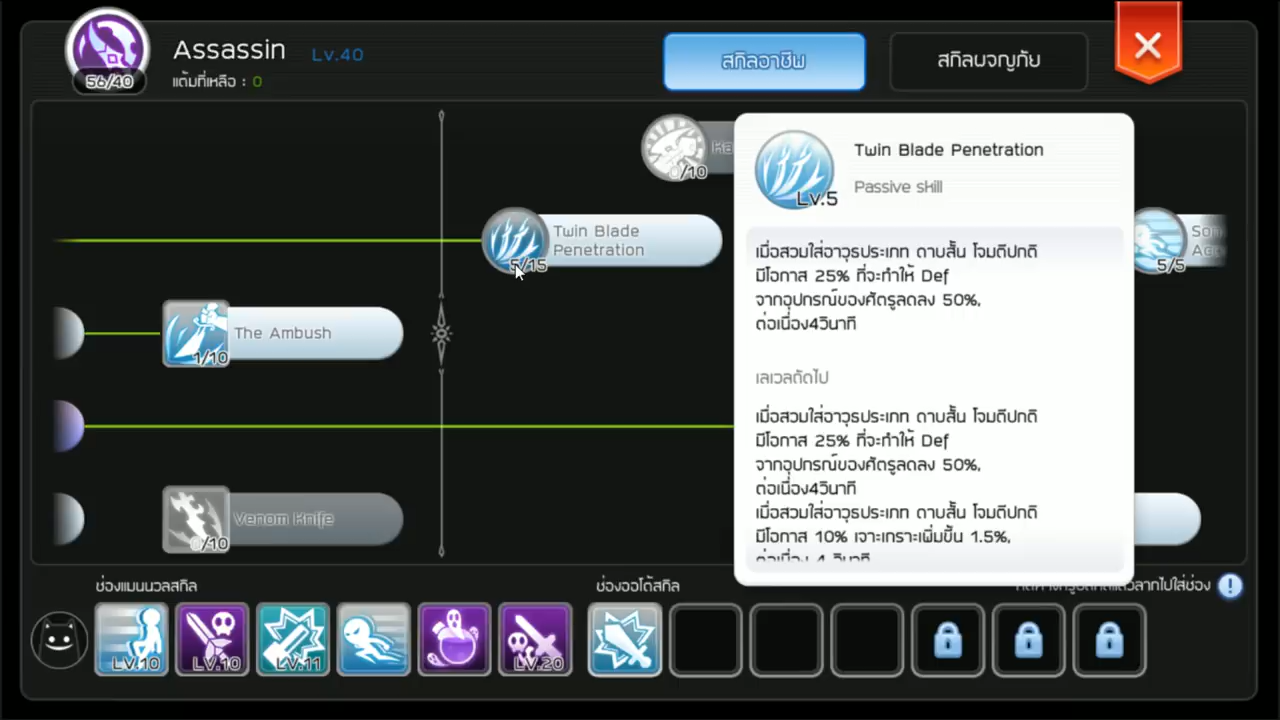 Assassin Lv.40
56/40
แต้มที่เหลือ : 0
สกิลอาชีพ
สกิลผจญภัย
0/10
Twin Blade
Penetration
5/15
The Ambush
1/10
Venom Knife
0/10
Twin Blade Penetration
Passive skill
Lv.5
เมื่อสวมใส่อาวุธประเภท ดาบสั้น โจมตีปกติ
มีโอกาส 25% ที่จะทำให้ Def
จากอุปกรณ์ของศัตรูลดลง 50%,
ต่อเนื่อง4วินาที
เลเวลถัดไป
เมื่อสวมใส่อาวุธประเภท ดาบสั้น โจมตีปกติ
มีโอกาส 25% ที่จะทำให้ Def
จากอุปกรณ์ของศัตรูลดลง 50%,
ต่อเนื่อง4วินาที
เมื่อสวมใส่อาวุธประเภท ดาบสั้น โจมตีปกติ
มีโอกาส 10% เจาะเกราะเพิ่มขึ้น 1.5%,
ต่อเนื่อง 4 วินาที
5/5
ช่องแมนนวลสกิล
ช่องออโต้สกิล
LV.10
LV.10
LV.11
LV.20